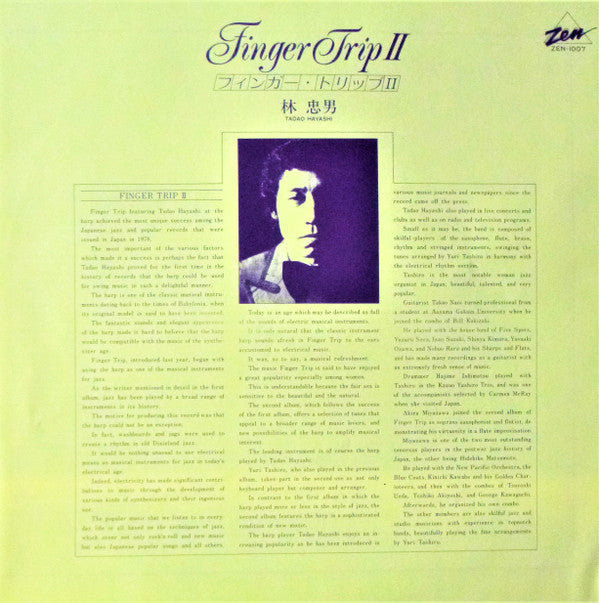 Finger Trip II
フィンガー・トリップII
林 忠男
TADAO HAYASHI
Zen
ZEN-1007
FINGER TRIP II
Finger Trip featuring Tadao Hayashi at the
harp achieved the most unique success among the
Japanese jazz and popular records that were
issued in Japan in 1978.
The most important of the various factors
which made it a success is perhaps the fact that
Tadao Hayashi proved for the first time in the
history of records that the harp could be used
for swing music in such a delightful manner.
The harp is one of the classic musical instru-
ments dating back to the times of Babylonia, when
its original model is said to have been invented.
The fantastic sounds and elegant appearance
of the harp made it hard to believe that the harp
would be compatible with the music of the synthe-
sizer age.
Finger Trip, introduced last year, began with
using the harp as one of the musical instruments
for jazz.
As the writer mentioned in detail in the first
album, jazz has been played by a broad range of
instruments in its history.
The motive for producing this record was that
the harp could not be an exception.
In fact, washboards and jugs were used to
create a rhythm in old Dixieland jazz.
It would be nothing unusual to use electrical
means as musical instruments for jazz in today's
electrical age.
Indeed, electricity has made significant contri-
butions to music through the development of
various kinds of synthesizers and their ingenious
use.
The popular music that we listen to in every-
day life is all based on the techniques of jazz,
which create not only rock'n roll and new music
but also Japanese popular songs and all others.
Today is an age which may be described as full
of the sounds of electric musical instruments.
It is only natural that the classic instrument
harp sounds afresh in Finger Trip to the ears
accustomed to electrical music.
It was, so to say, a musical refreshment.
The music Finger Trip is said to have enjoyed
a great popularity especially among women.
This is understandable because the fair sex is
sensitive to the beautiful and the natural.
The second album, which follows the success
of the first album, offers a selection of tunes that
appeal to a broader range of music lovers, and
new possibilities of the harp to amplify musical
interest.
The leading instrument is of course the harp
played by Tadao Hayashi.
Yuri Tashiro, who also played in the previous
album, takes part in the second one as not only
keyboard player but composer and arranger.
In contrast to the first album in which the
harp played more or less in the style of jazz, the
second album features the harp in a sophisticated
rendition of new music.
The harp player Tadao Hayashi enjoys an in-
creasing popularity as he has been introduced in
various music journals and newspapers since the
record came off the press.
Tadao Hayashi also played in live concerts and
clubs as well as on radio and television programs.
Small as it may be, the band is composed of
skilful players of the saxophone, flute, brass,
rhythm and stringed instruments, swinging the
tunes arranged by Yuri Tashiro in harmony with
the electrical rhythm section.
Tashiro is the most notable woman jazz
organist in Japan, beautiful, talented, and very
popular.
Guitarist Takao Naoi turned professional from
a student at Aoyama Gakuin University when he
joined the combo of Bill Kakizaki.
He played with the house band of Five Spots,
Yuzuru Sera, Isao Suzuki, Shinya Kimura, Yasuaki
Osawa, and Nobuo Hara and his Sharps and Flats,
and has made many recordings as a guitarist with
an extremely fresh sense of music.
Drummer Hajime Ishimatsu played with
Tashiro in the Kazuo Yashiro Trio, and was one
of the accompanists selected by Carmen McRay
when she visited Japan.
Akira Miyazawa joined the second album of
Finger Trip as soprano saxophonist and flutist, de-
monstrating his virtuosity in a flute improvisation.
Miyazawa is one of the two most outstanding
tenorsax players in the postwar jazz history of
Japan, the other being Hidehiko Matsumoto.
He played with the New Pacific Orchestra, the
Blue Coats, Kiichi Kawabe and his Golden Char-
ioteers, and then with the combos of Tsutomu
Ueda, Toshiko Akiyoshi, and George Kawaguchi.
Afterwards, he organized his own combo.
The other members are also skilful jazz and
studio musicians with experience in topnotch
bands, beautifully playing the fine arrangements
by Yuri Tashiro.